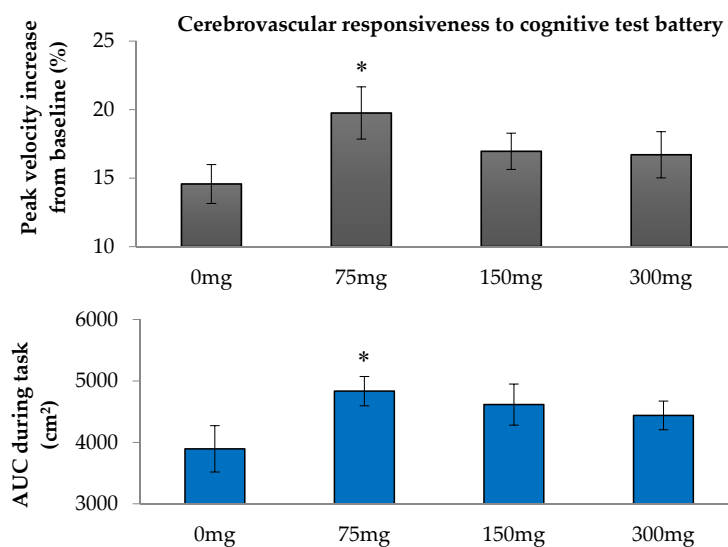 Cerebrovascular responsiveness to cognitive test battery
Peak velocity increase
from baseline (%)
25
20
15
10
*
0mg 75mg 150mg 300mg
AUC during task
(cm²)
6000
5000
4000
3000
*
0mg 75mg 150mg 300mg